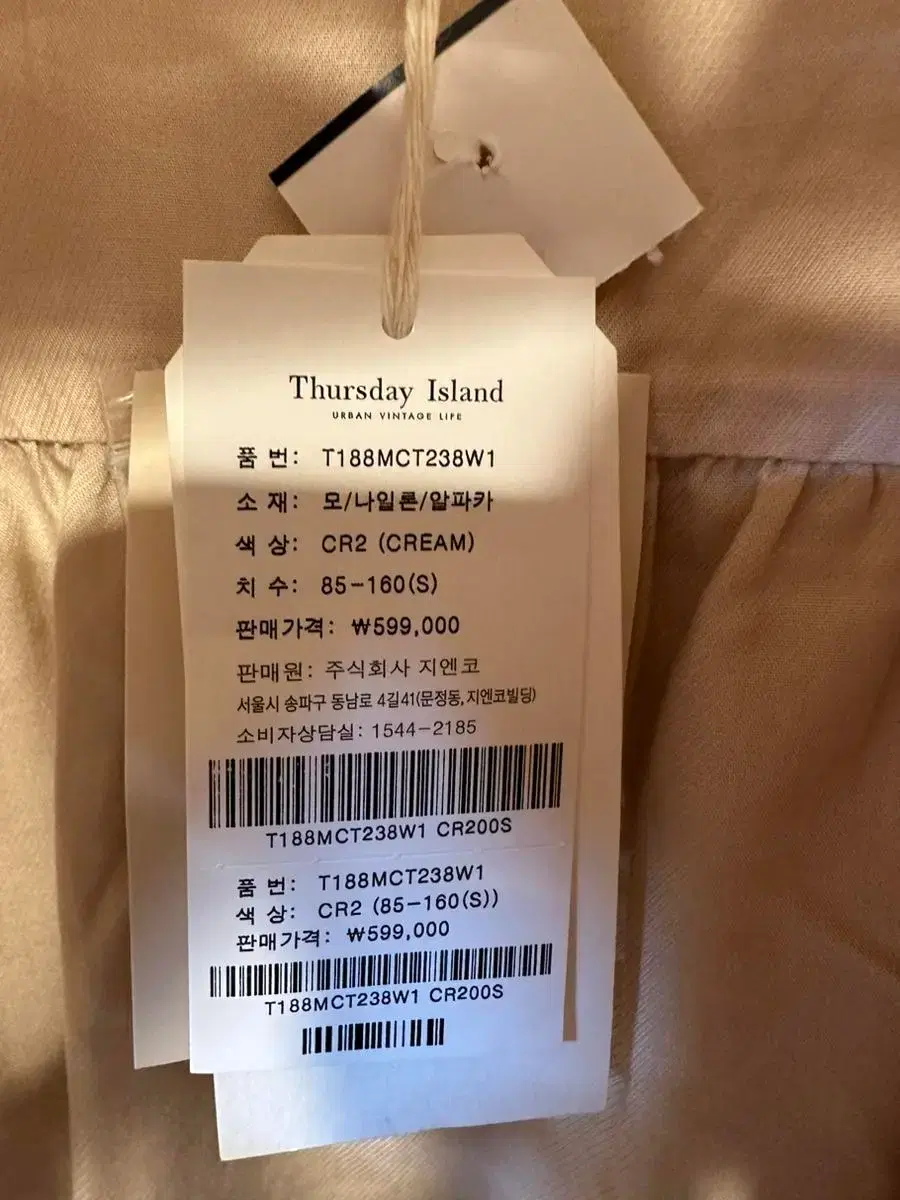 Thursday Island
URBAN VINTAGE LIFE
품 번: T188MCT238W1
소 재: 모/나일론/알파카
색 상: CR2 (CREAM)
치 수: 85-160(S)
판매가격: ₩599,000
판매원: 주식회사 지엔코
서울시 송파구 동남로 4길41(문정동, 지엔코빌딩)
소비자상담실: 1544-2185
T188MCT238W1 CR200S
품 번: T188MCT238W1
색 상: CR2 (85-160(S))
판매가격: ₩599,000
T188MCT238W1 CR200S